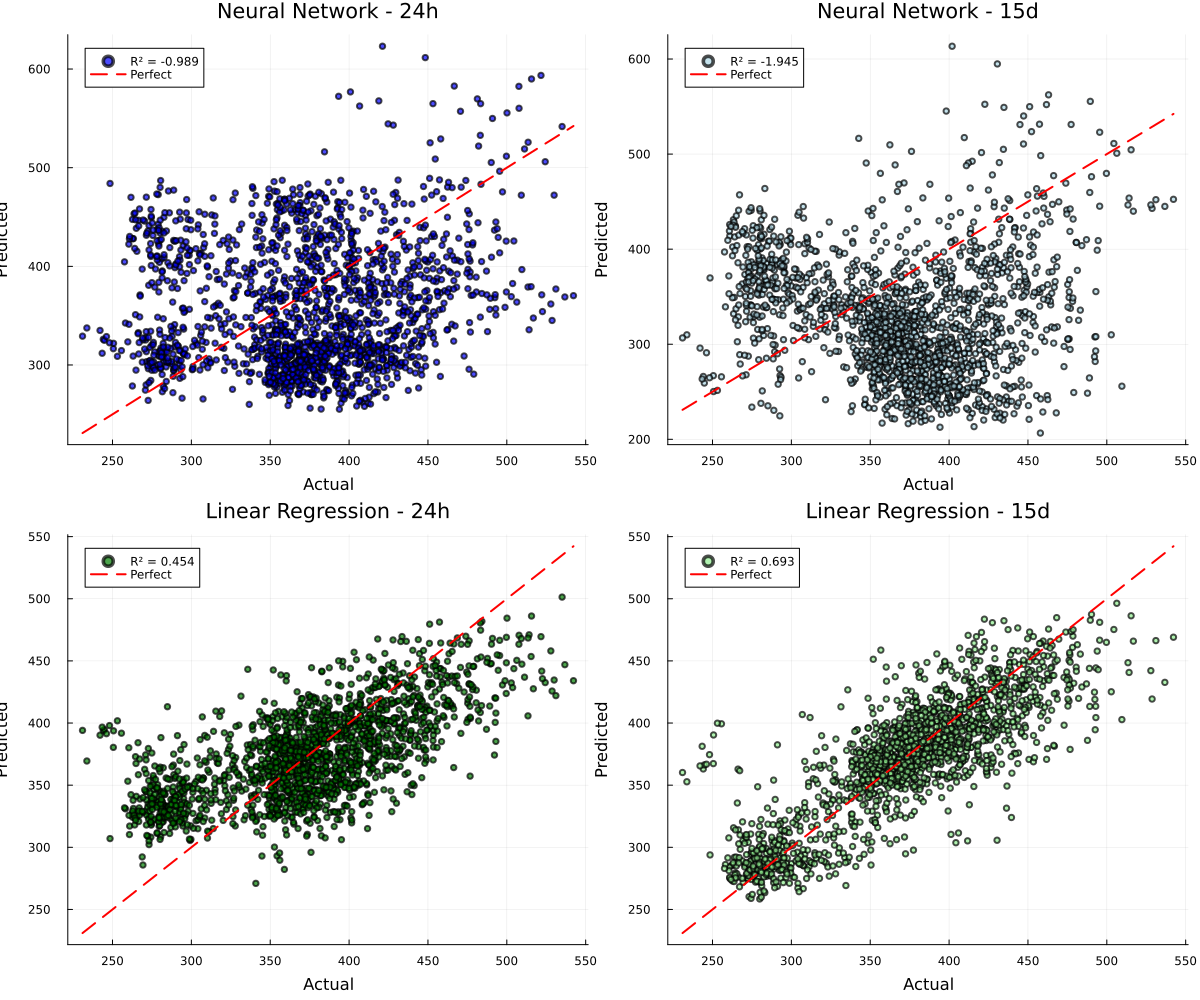 Neural Network - 24h
R² = -0.989
Perfect
600
500
400
300
250 300 350 400 450 500 550
Actual
Predicted
Neural Network - 15d
R² = -1.945
Perfect
600
500
400
300
200
250 300 350 400 450 500 550
Actual
Predicted
Linear Regression - 24h
R² = 0.454
Perfect
550
500
450
400
350
300
250
250 300 350 400 450 500 550
Actual
Predicted
Linear Regression - 15d
R² = 0.693
Perfect
550
500
450
400
350
300
250
250 300 350 400 450 500 550
Actual
Predicted